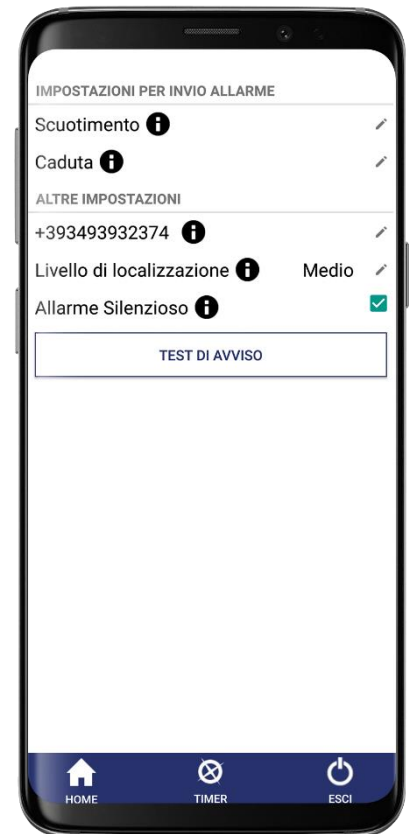 IMPOSTAZIONI PER INVIO ALLARME
Scuotimento
Caduta
ALTRE IMPOSTAZIONI
+393493932374
Livello di localizzazione Medio
Allarme Silenzioso
TEST DI AVVISO
HOME TIMER ESCI